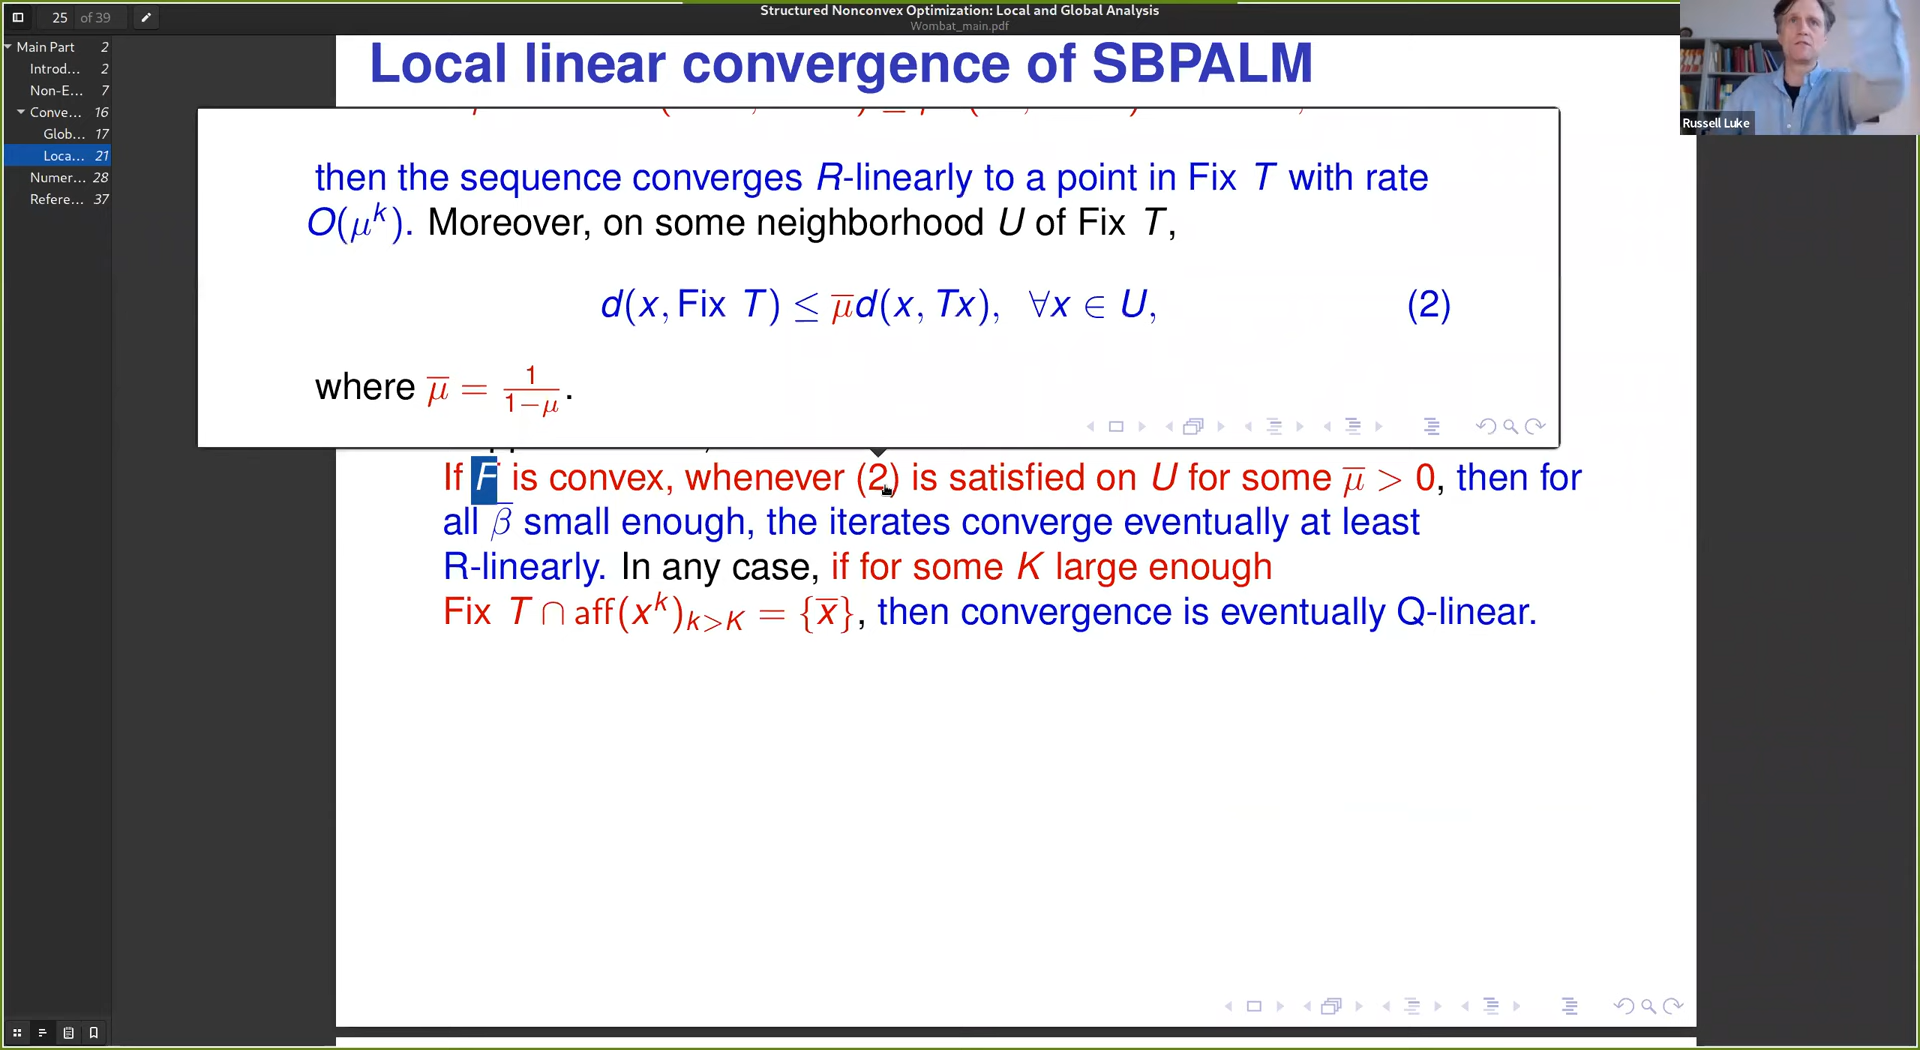 25 of 39
Structured Nonconvex Optimization: Local and Global Analysis
Wombat_main.pdf
Main Part 2
Introd... 2
Non-E... 7
Conve... 16
Glob... 17
Loca... 21
Numer... 28
Refere... 37
Russell Luke
Local linear convergence of SBPALM
then the sequence converges R-linearly to a point in Fix T with rate
O(μ^k). Moreover, on some neighborhood U of Fix T,
d(x, Fix T) ≤ μ̅d(x, Tx), ∀x ∈ U, (2)
where μ̅ = 1/(1−μ).
If F is convex, whenever (2) is satisfied on U for some μ̅ > 0, then for
all β̅ small enough, the iterates converge eventually at least
R-linearly. In any case, if for some K large enough
Fix T ∩ aff(x^k)_{k>K} = {x̅}, then convergence is eventually Q-linear.